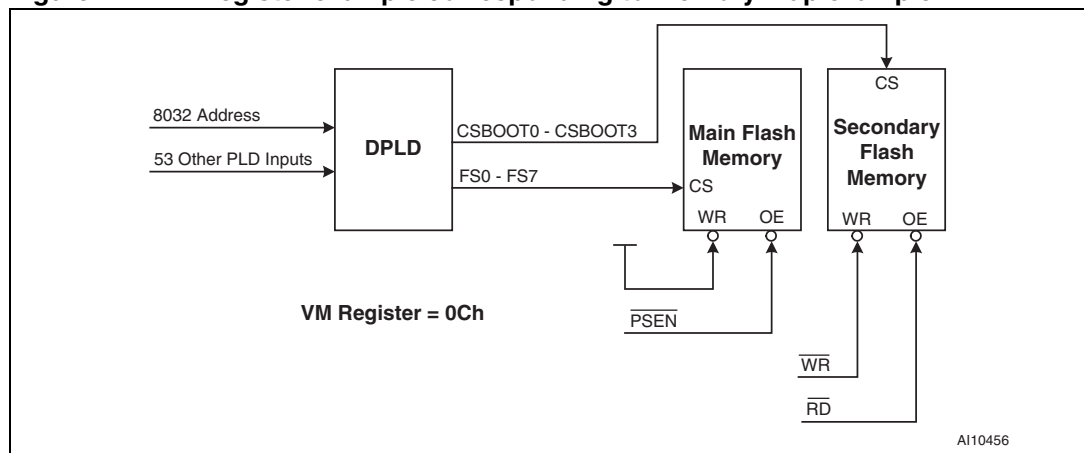 8032 Address
53 Other PLD Inputs
DPLD
CSBOOT0 - CSBOOT3
FS0 - FS7
Main Flash
Memory
CS
WR OE
CS
Secondary
Flash
Memory
WR OE
VM Register = 0Ch
PSEN
WR
RD
AI10456